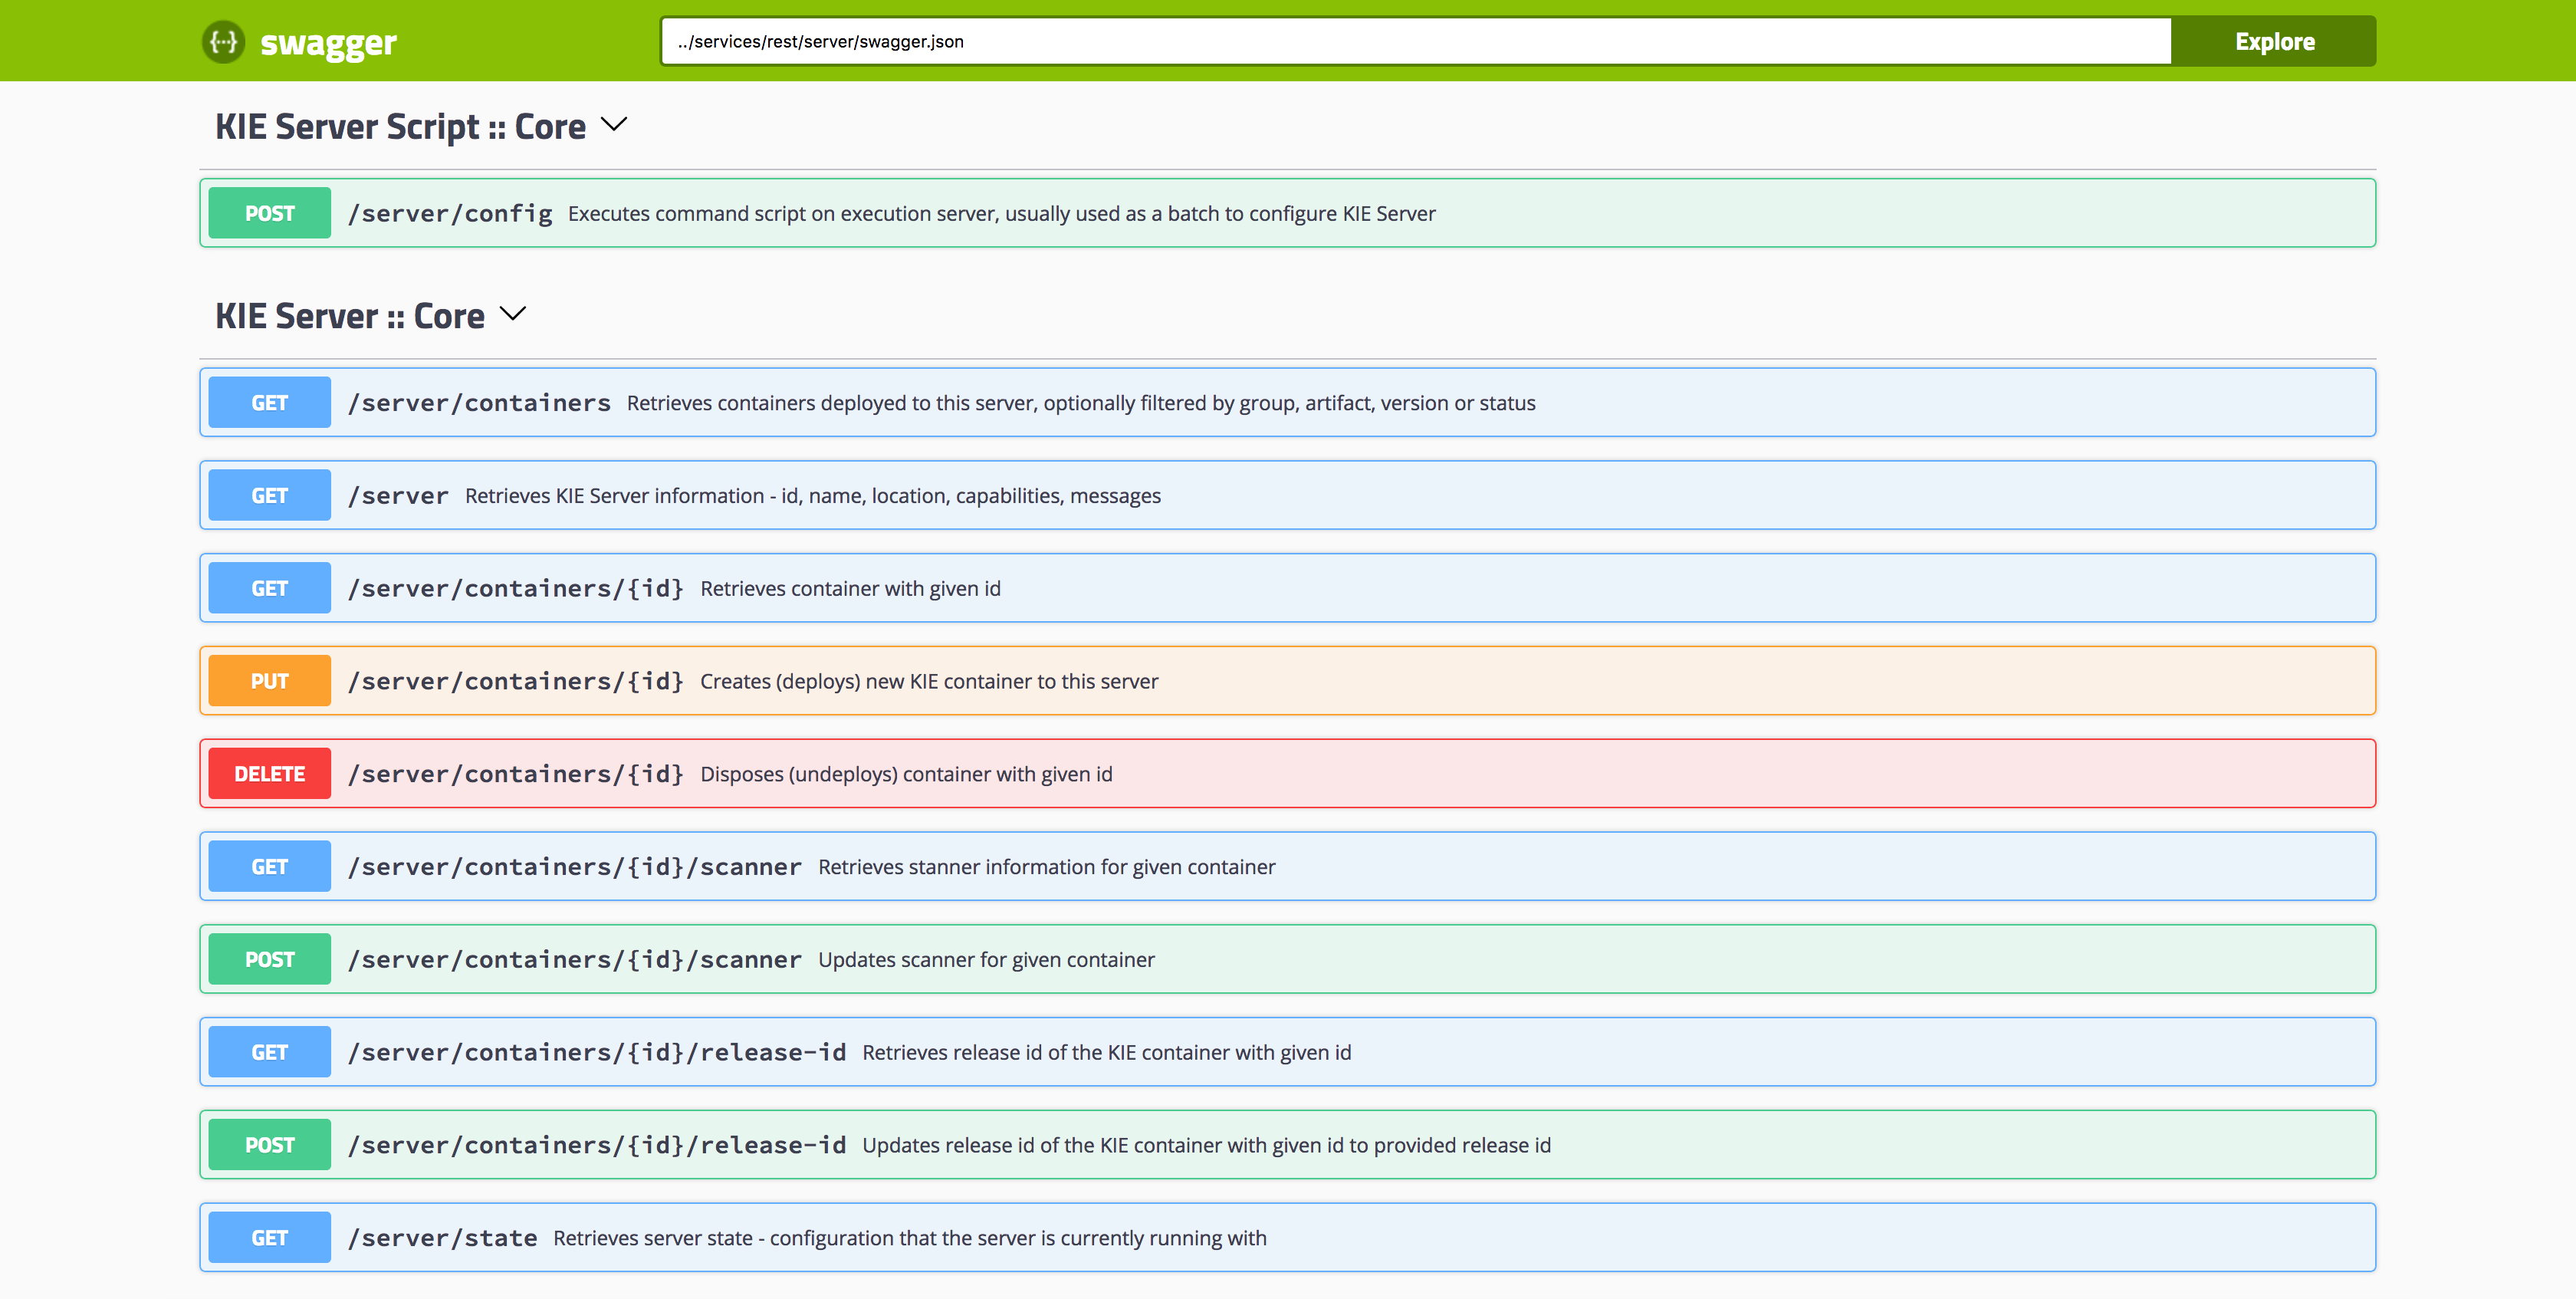 {···} swagger ../services/rest/server/swagger.json Explore
KIE Server Script :: Core
POST /server/config Executes command script on execution server, usually used as a batch to configure KIE Server
KIE Server :: Core
GET /server/containers Retrieves containers deployed to this server, optionally filtered by group, artifact, version or status
GET /server Retrieves KIE Server information - id, name, location, capabilities, messages
GET /server/containers/{id} Retrieves container with given id
PUT /server/containers/{id} Creates (deploys) new KIE container to this server
DELETE /server/containers/{id} Disposes (undeploys) container with given id
GET /server/containers/{id}/scanner Retrieves stanner information for given container
POST /server/containers/{id}/scanner Updates scanner for given container
GET /server/containers/{id}/release-id Retrieves release id of the KIE container with given id
POST /server/containers/{id}/release-id Updates release id of the KIE container with given id to provided release id
GET /server/state Retrieves server state - configuration that the server is currently running with